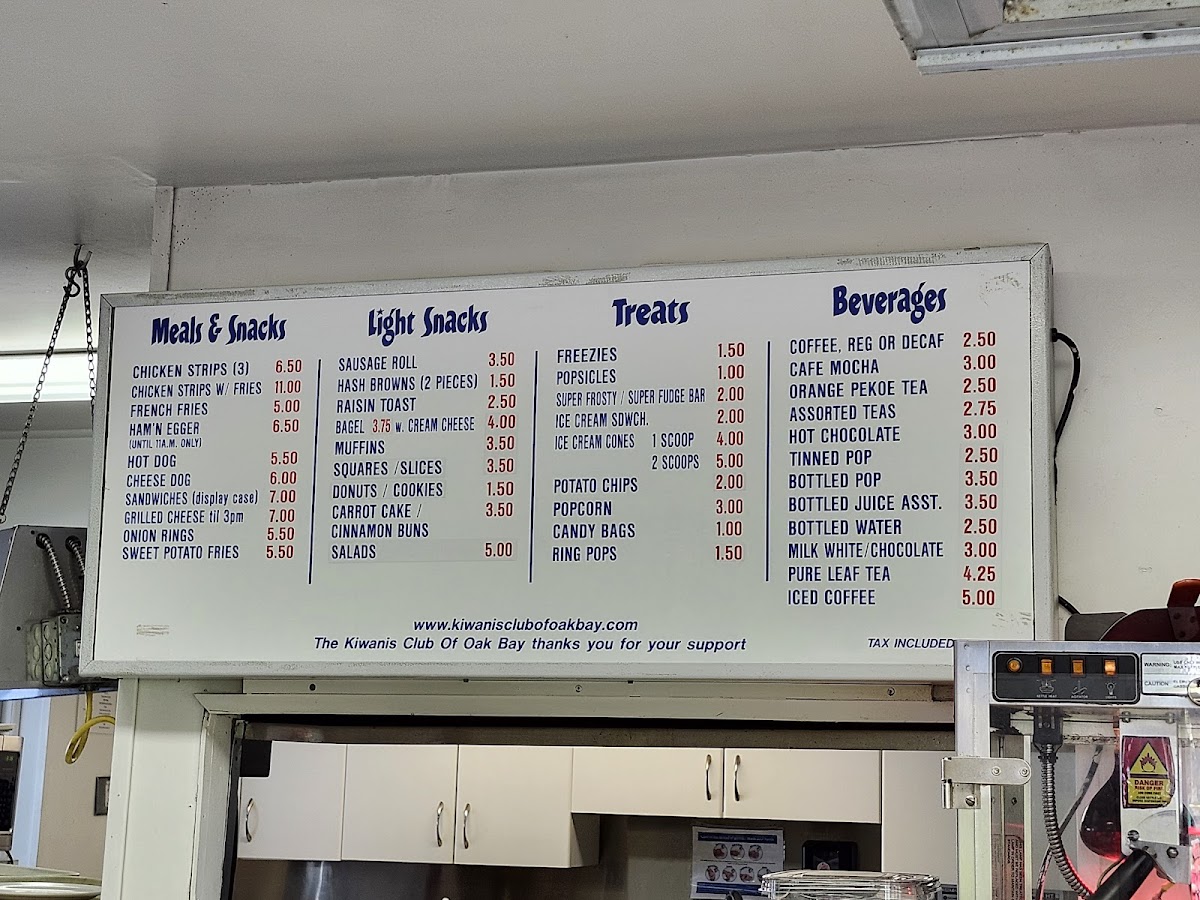 Meals & Snacks
CHICKEN STRIPS (3) 6.50
CHICKEN STRIPS W/ FRIES 11.00
FRENCH FRIES 5.00
HAM'N EGGER 6.50
(UNTIL 11A.M. ONLY)
HOT DOG 5.50
CHEESE DOG 6.00
SANDWICHES (display case) 7.00
GRILLED CHEESE til 3pm 7.00
ONION RINGS 5.50
SWEET POTATO FRIES 5.50
Light Snacks
SAUSAGE ROLL 3.50
HASH BROWNS (2 PIECES) 1.50
RAISIN TOAST 2.50
BAGEL 3.75 w. CREAM CHEESE 4.00
MUFFINS 3.50
SQUARES /SLICES 3.50
DONUTS / COOKIES 1.50
CARROT CAKE / 3.50
CINNAMON BUNS
SALADS 5.00
Treats
FREEZIES 1.50
POPSICLES 1.00
SUPER FROSTY / SUPER FUDGE BAR 2.00
ICE CREAM SDWCH. 2.00
ICE CREAM CONES 1 SCOOP 4.00
2 SCOOPS 5.00
POTATO CHIPS 2.00
POPCORN 3.00
CANDY BAGS 1.00
RING POPS 1.50
Beverages
COFFEE, REG OR DECAF 2.50
CAFE MOCHA 3.00
ORANGE PEKOE TEA 2.50
ASSORTED TEAS 2.75
HOT CHOCOLATE 3.00
TINNED POP 2.50
BOTTLED POP 3.50
BOTTLED JUICE ASST. 3.50
BOTTLED WATER 2.50
MILK WHITE/CHOCOLATE 3.00
PURE LEAF TEA 4.25
ICED COFFEE 5.00
www.kiwanisclubofoakbay.com
The Kiwanis Club Of Oak Bay thanks you for your support
TAX INCLUDED
WARNING:
CAUTION:
DANGER